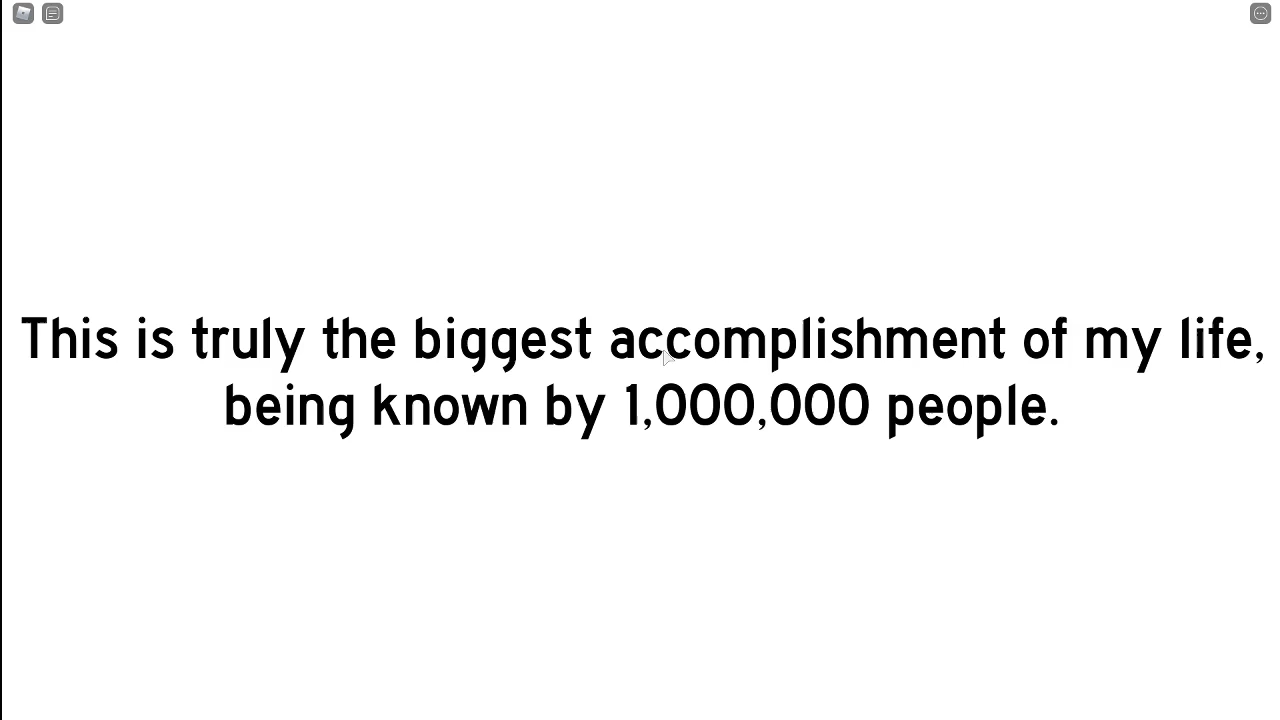 This is truly the biggest accomplishment of my life,
being known by 1,000,000 people.